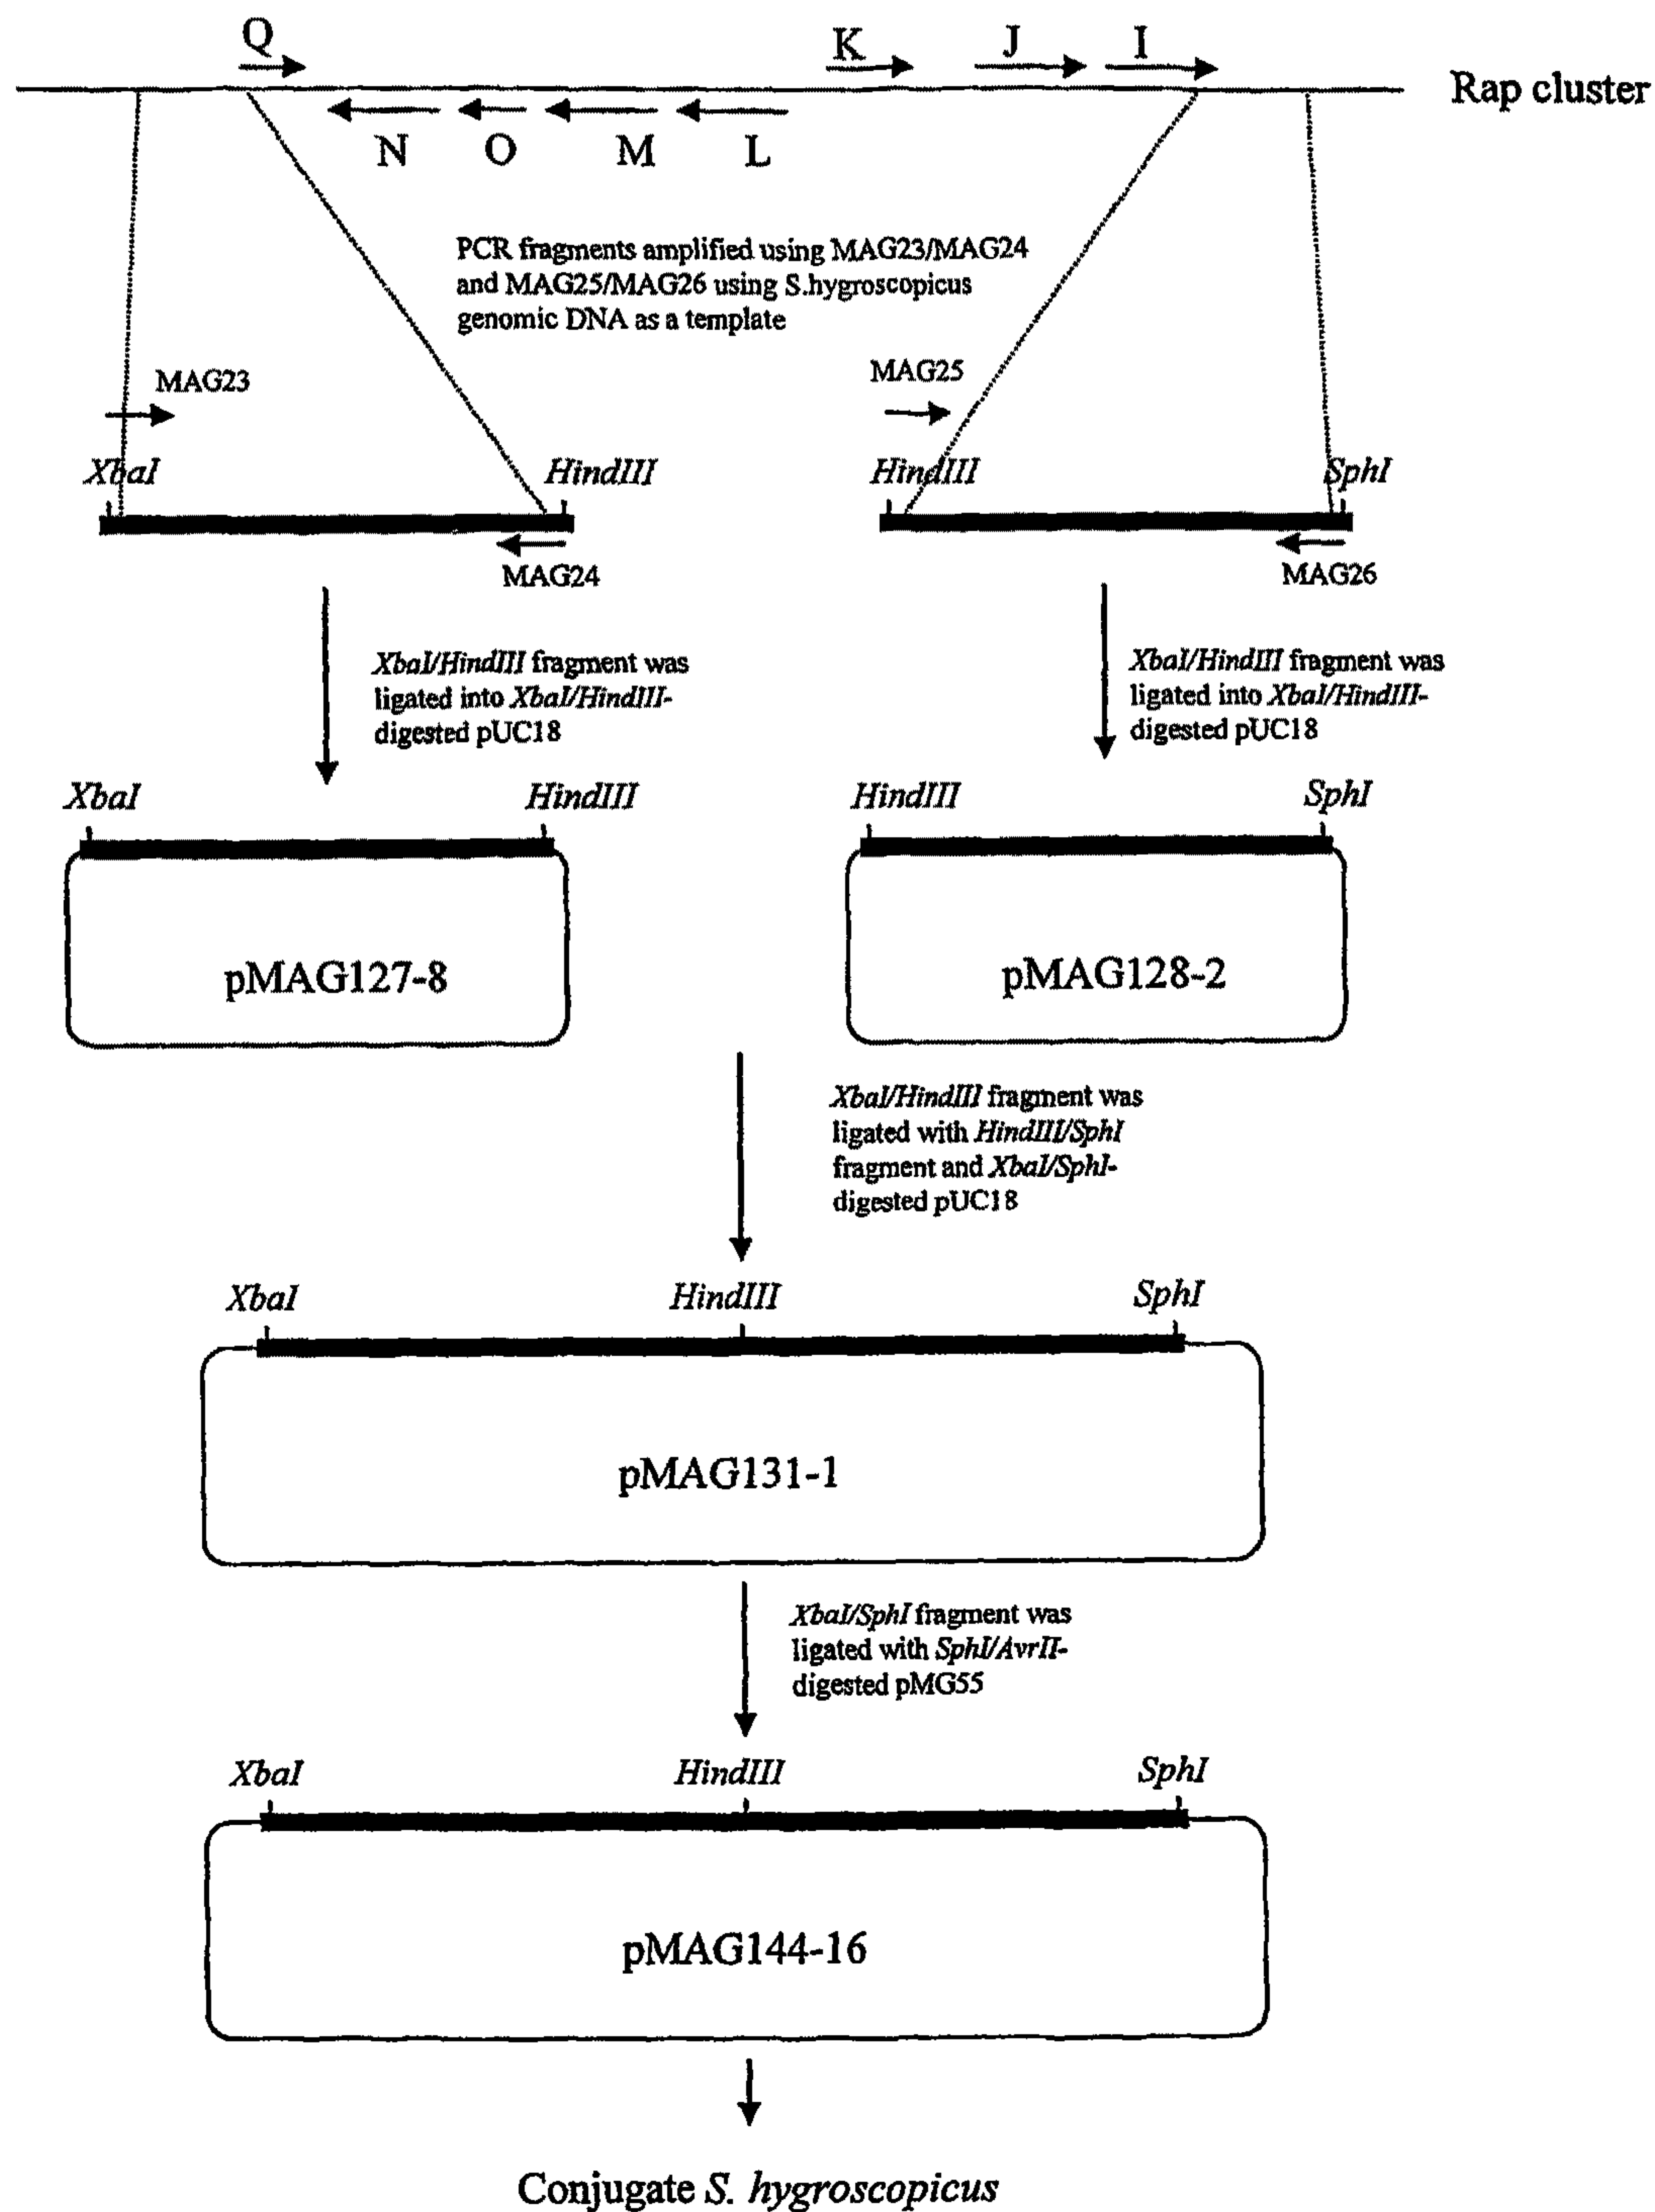 Q
K
J
I
Rap cluster
N
O
M
L
PCR fragments amplified using MAG23/MAG24
and MAG25/MAG26 using S.hygroscopicus
genomic DNA as a template
MAG23
MAG25
XbaI
HindIII
HindIII
SphI
MAG24
MAG26
XbaI/HindIII fragment was
ligated into XbaI/HindIII-
digested pUC18
XbaI/HindIII fragment was
ligated into XbaI/HindIII-
digested pUC18
XbaI
HindIII
HindIII
SphI
pMAG127-8
pMAG128-2
XbaI/HindIII fragment was
ligated with HindIII/SphI
fragment and XbaI/SphI-
digested pUC18
XbaI
HindIII
SphI
pMAG131-1
XbaI/SphI fragment was
ligated with SphI/AvrII-
digested pMG55
XbaI
HindIII
SphI
pMAG144-16
Conjugate S. hygroscopicus